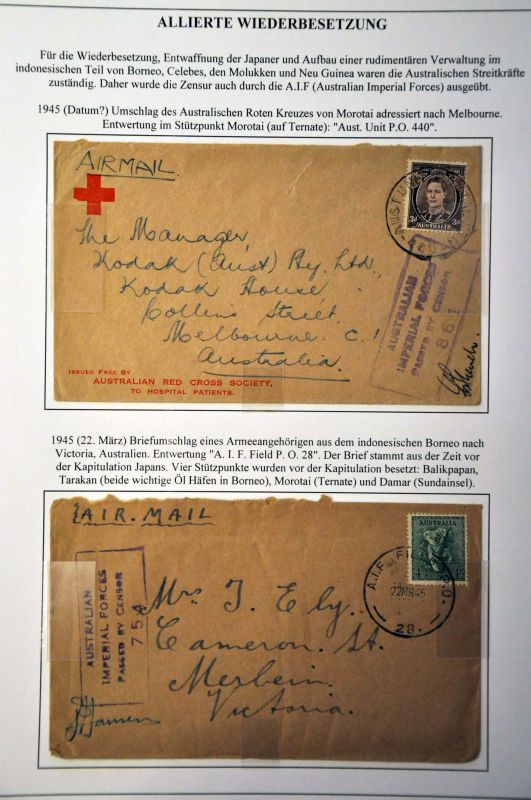 ALLIERTE WIEDERBESETZUNG
Für die Wiederbesetzung, Entwaffnung der Japaner und Aufbau einer rudimentären Verwaltung im
indonesischen Teil von Borneo, Celebes, den Molukken und Neu Guinea waren die Australischen Streitkräfte
zuständig. Daher wurde die Zensur auch durch die A.I.F (Australian Imperial Forces) ausgeübt.
1945 (Datum?) Umschlag des Australischen Roten Kreuzes von Morotai adressiert nach Melbourne.
Entwertung im Stützpunkt Morotai (auf Ternate): "Aust. Unit P.O. 440".
AIRMAIL
3d AUSTRALIA 3d
AUST. UNIT
The Manager,
Kodak (Aust) Pty. Ltd.,
Kodak House
Collins Street
Melbourne. C.1
Australia.
AUSTRALIAN
IMPERIAL FORCES
PASSED BY CENSOR
861
ISSUED FREE BY
AUSTRALIAN RED CROSS SOCIETY,
TO HOSPITAL PATIENTS.
1945 (22. März) Briefumschlag eines Armeeangehörigen aus dem indonesischen Borneo nach
Victoria, Australien. Entwertung "A. I. F. Field P. O. 28". Der Brief stammt aus der Zeit vor
der Kapitulation Japans. Vier Stützpunkte wurden vor der Kapitulation besetzt: Balikpapan,
Tarakan (beide wichtige Öl Häfen in Borneo), Morotai (Ternate) und Damar (Sundainsel).
AIR. MAIL
AUSTRALIA
A.I.F. FIELD P.O.
22MR45
28.
AUSTRALIAN
IMPERIAL FORCES
PASSED BY CENSOR
754
Mrs J. Ely.
Cameron. St.
Merbein.
Victoria.